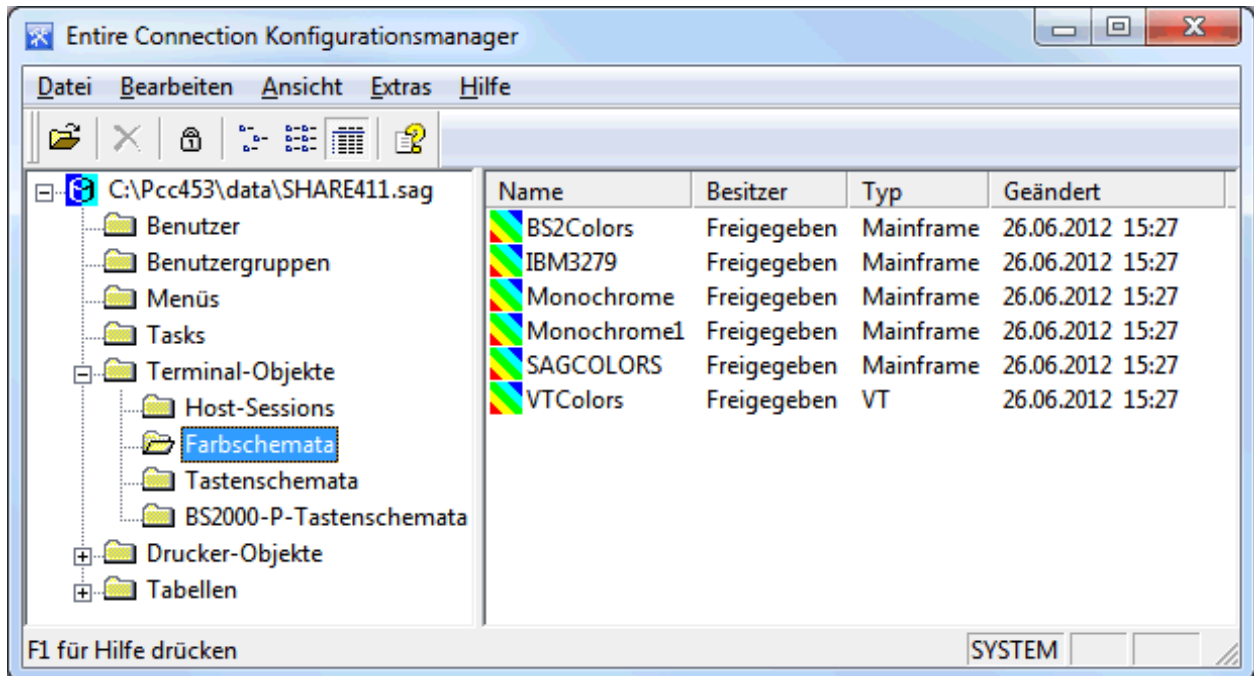 Entire Connection Konfigurationsmanager
Datei Bearbeiten Ansicht Extras Hilfe
C:\Pcc453\data\SHARE411.sag
Benutzer
Benutzergruppen
Menüs
Tasks
Terminal-Objekte
Host-Sessions
Farbschemata
Tastenschemata
BS2000-P-Tastenschemata
Drucker-Objekte
Tabellen
Name Besitzer Typ Geändert
BS2Colors Freigegeben Mainframe 26.06.2012 15:27
IBM3279 Freigegeben Mainframe 26.06.2012 15:27
Monochrome Freigegeben Mainframe 26.06.2012 15:27
Monochrome1 Freigegeben Mainframe 26.06.2012 15:27
SAGCOLORS Freigegeben Mainframe 26.06.2012 15:27
VTColors Freigegeben VT 26.06.2012 15:27
F1 für Hilfe drücken SYSTEM